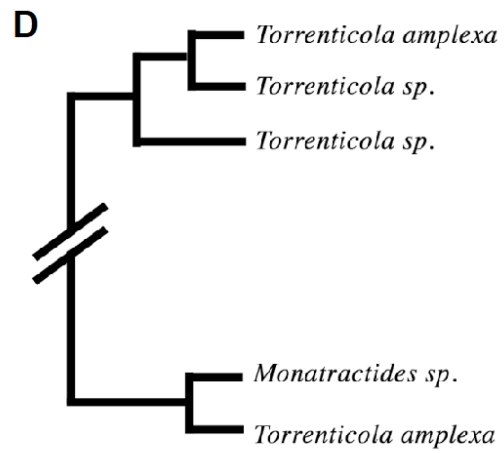 D
Torrenticola amplexa
Torrenticola sp.
Torrenticola sp.
Monatractides sp.
Torrenticola amplexa